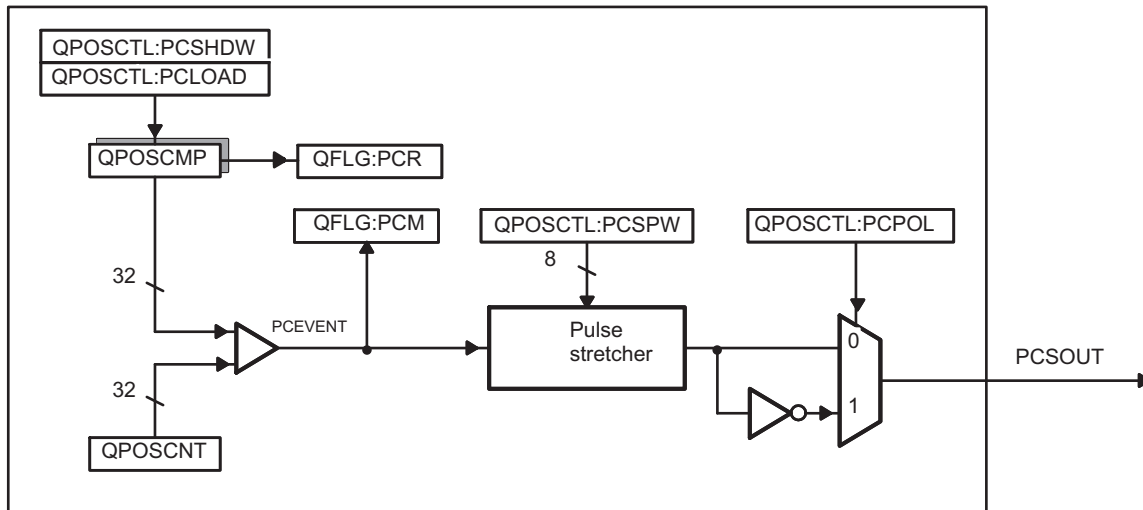 QPOSCTL:PCSHDW
QPOSCTL:PCLOAD
QPOSCMP
QFLG:PCR
QFLG:PCM
QPOSCTL:PCSPW
QPOSCTL:PCPOL
32
8
PCEVENT
Pulse
stretcher
0
1
PCSOUT
32
QPOSCNT